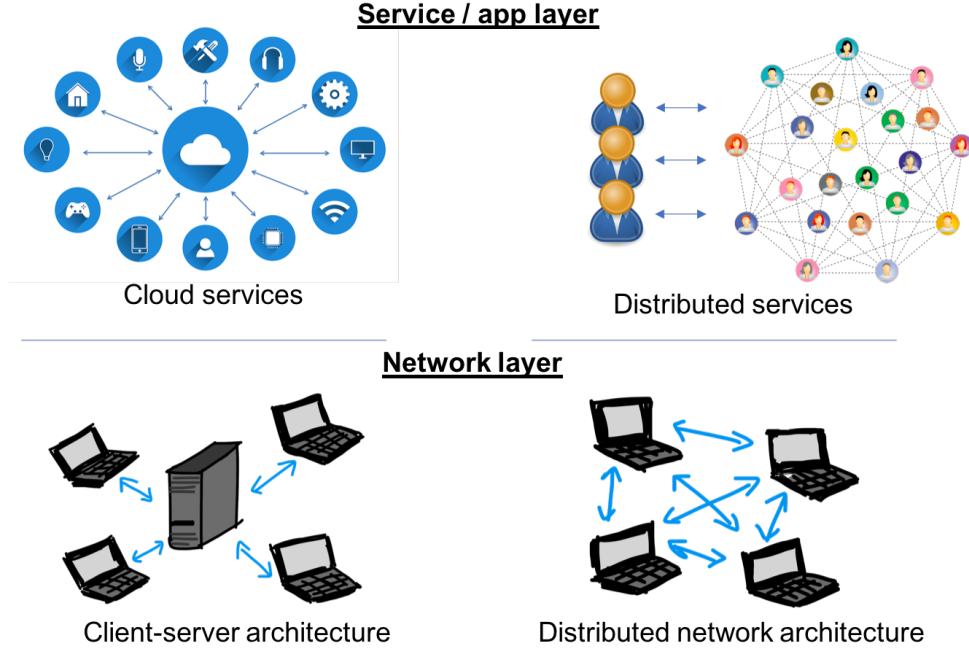 Service / app layer
Cloud services
Distributed services
Network layer
Client-server architecture
Distributed network architecture